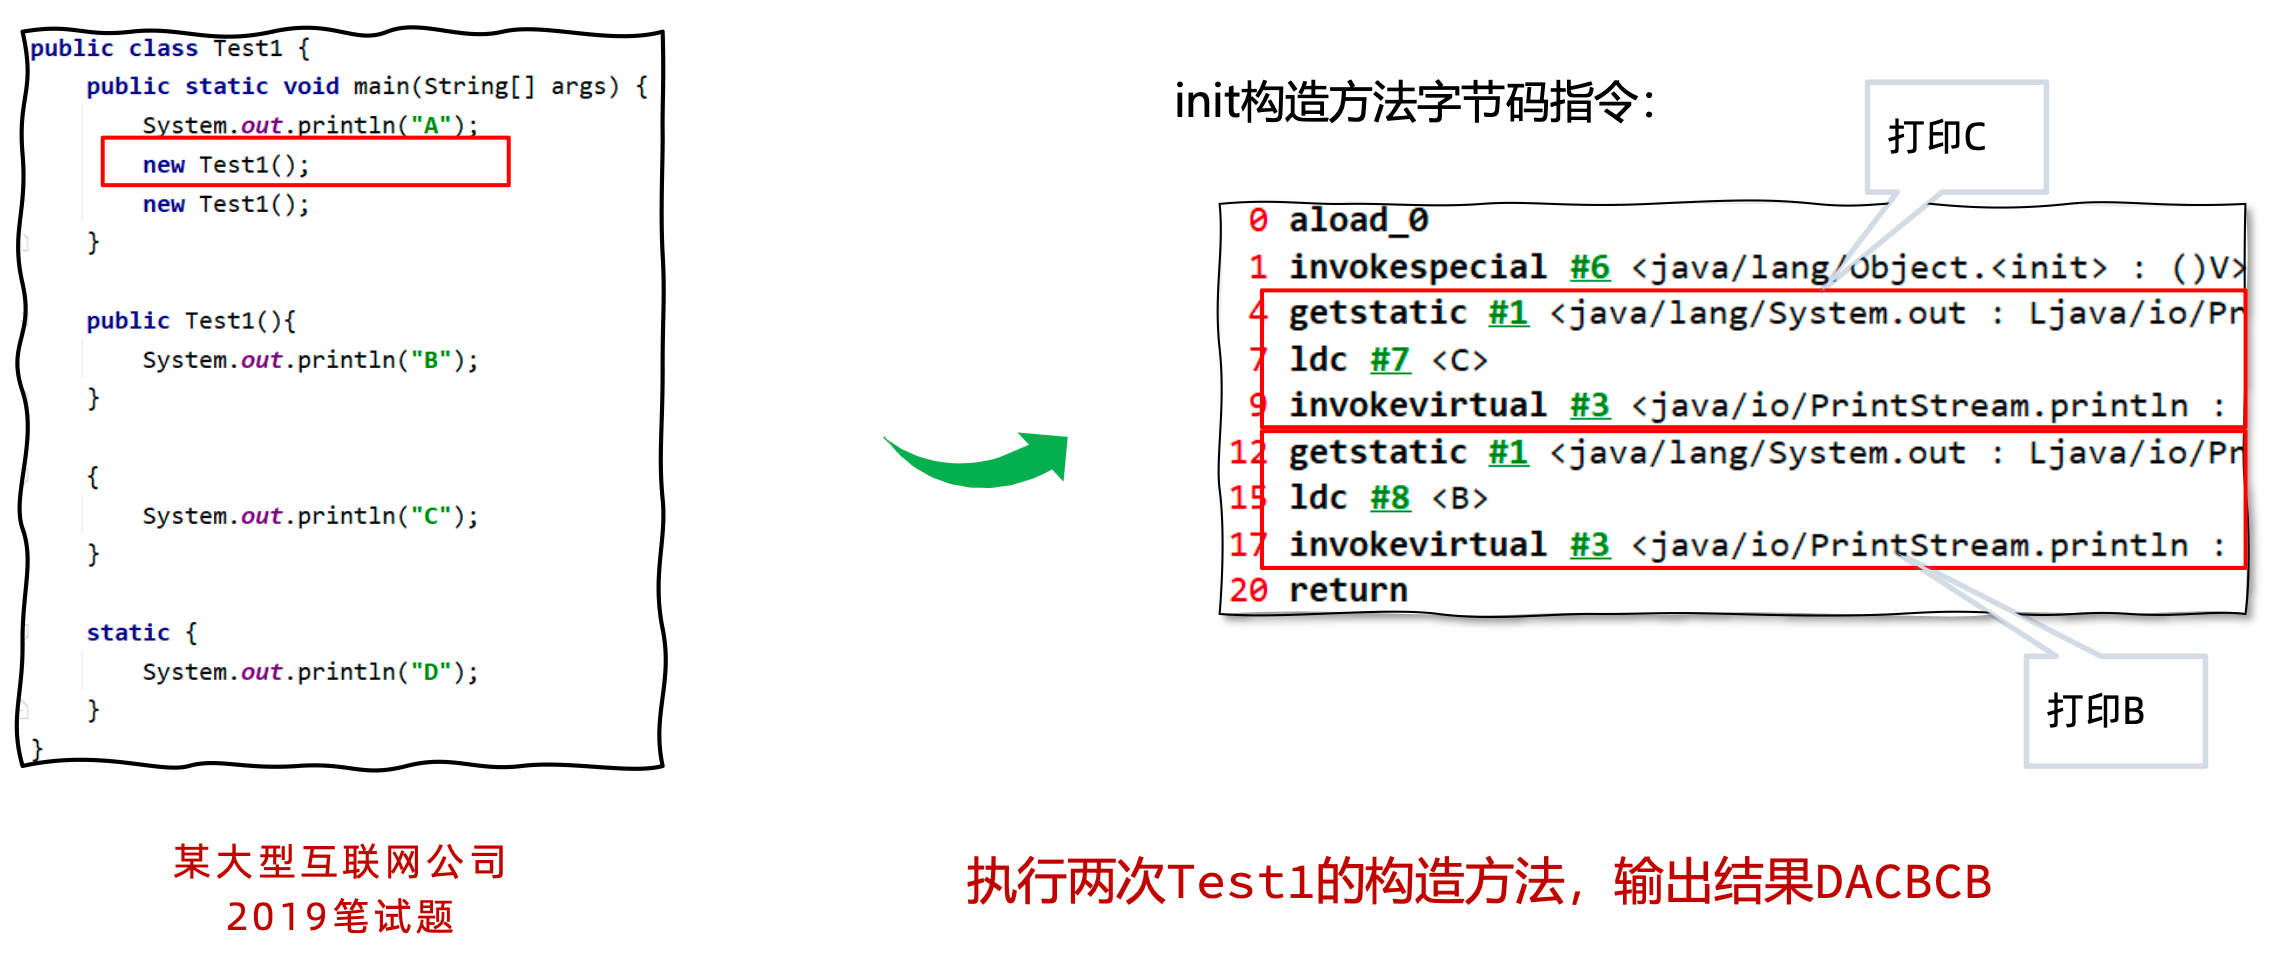 public class Test1 {
public static void main(String[] args) {
System.out.println("A");
new Test1();
new Test1();
}
public Test1(){
System.out.println("B");
}
{
System.out.println("C");
}
static {
System.out.println("D");
}
}
某大型互联网公司
2019笔试题
init构造方法字节码指令：
打印C
0 aload_0
1 invokespecial #6 <java/lang/Object.<init> : ()V>
4 getstatic #1 <java/lang/System.out : Ljava/io/Pr
7 ldc #7 <C>
9 invokevirtual #3 <java/io/PrintStream.println :
12 getstatic #1 <java/lang/System.out : Ljava/io/Pr
15 ldc #8 <B>
17 invokevirtual #3 <java/io/PrintStream.println :
20 return
打印B
执行两次Test1的构造方法，输出结果DACBCB